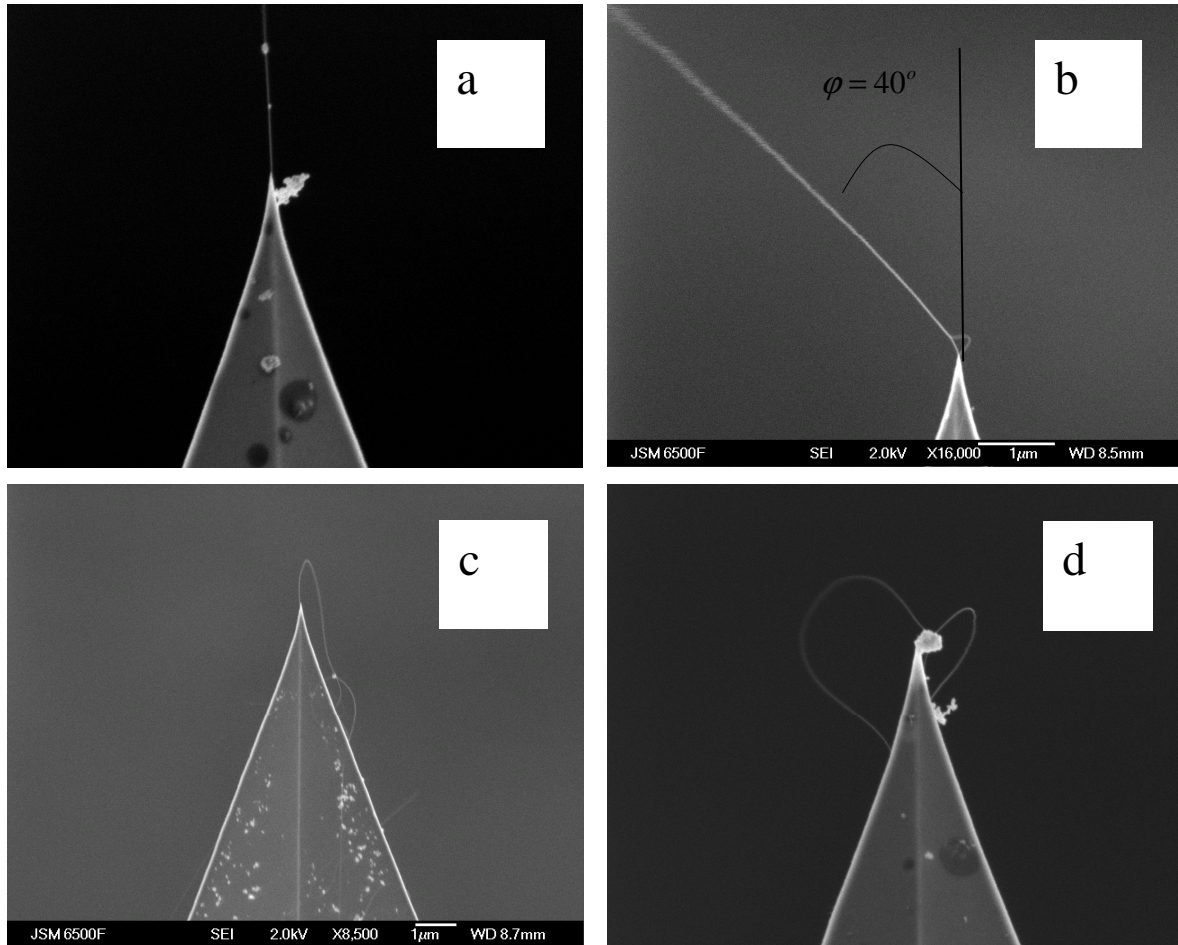 a
b
φ = 40°
JSM 6500F SEI 2.0kV X16,000 1μm WD 8.5mm
c
d
JSM 6500F SEI 2.0kV X8,500 1μm WD 8.7mm